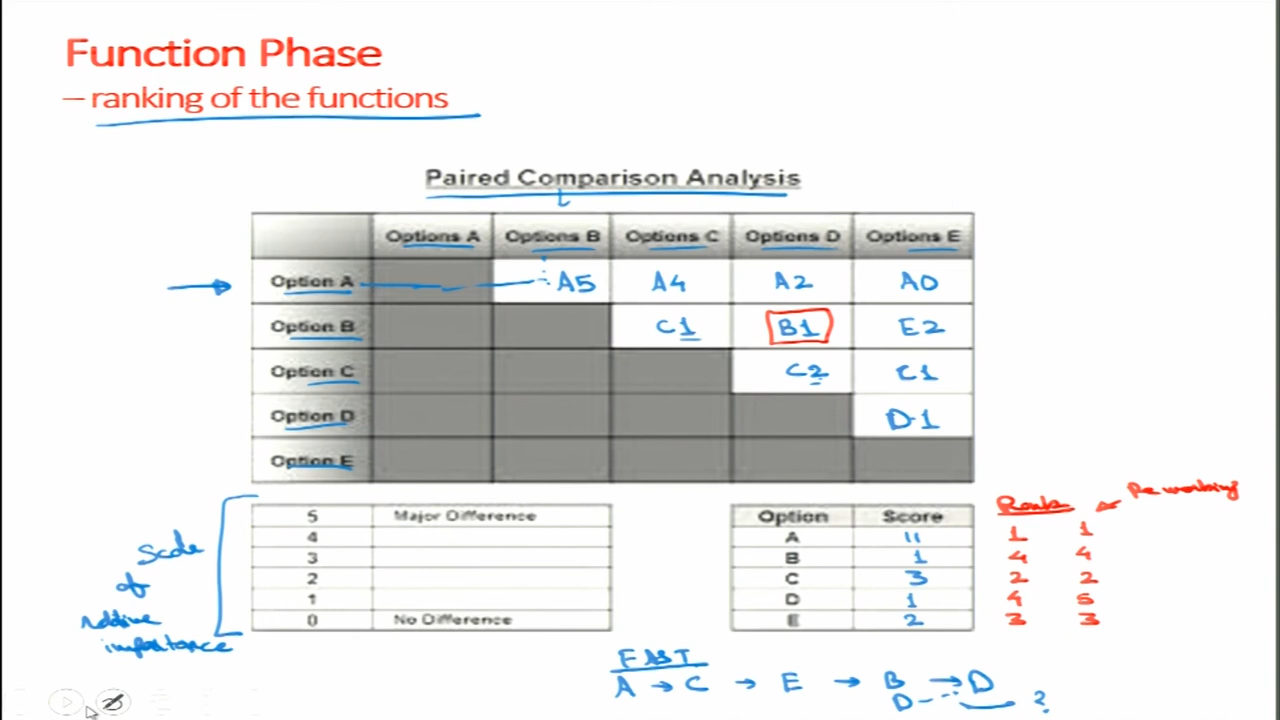 Function Phase
– ranking of the functions
Paired Comparison Analysis
Options A Options B Options C Options D Options E
Option A A5 A4 A2 A0
Option B C1 B1 E2
Option C C2 C1
Option D D1
Option E
Rank Re working
5 Major Difference Option Score
4 A 11 1 1
3 B 1 4 4
2 C 3 2 2
1 D 1 4 5
0 No Difference E 2 3 3
Scale
of
importance
FAST
A → C → E → B → D
D ?